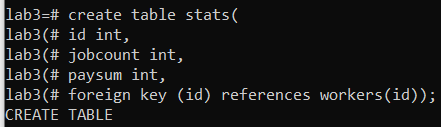 lab3=# create table stats(
lab3(# id int,
lab3(# jobcount int,
lab3(# paysum int,
lab3(# foreign key (id) references workers(id));
CREATE TABLE